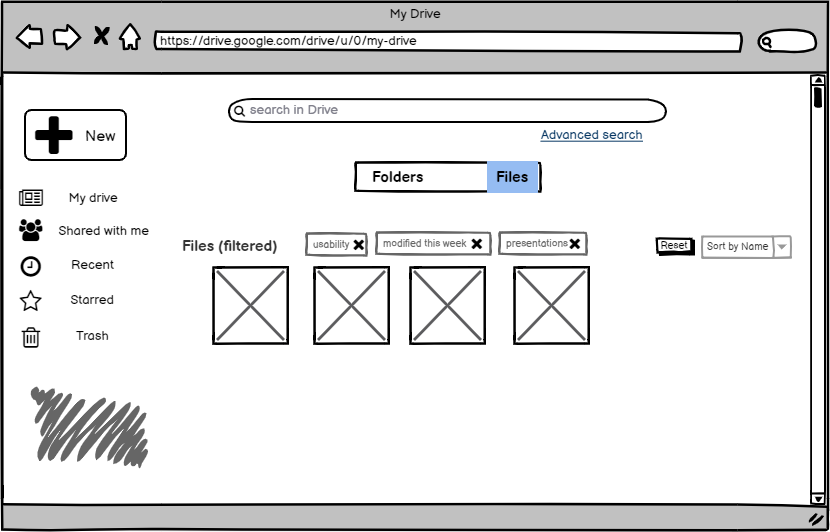 My Drive
https://drive.google.com/drive/u/0/my-drive
search in Drive
Advanced search
New
Folders
Files
My drive
Shared with me
Recent
Starred
Trash
Files (filtered)
usability
modified this week
presentations
Reset
Sort by Name